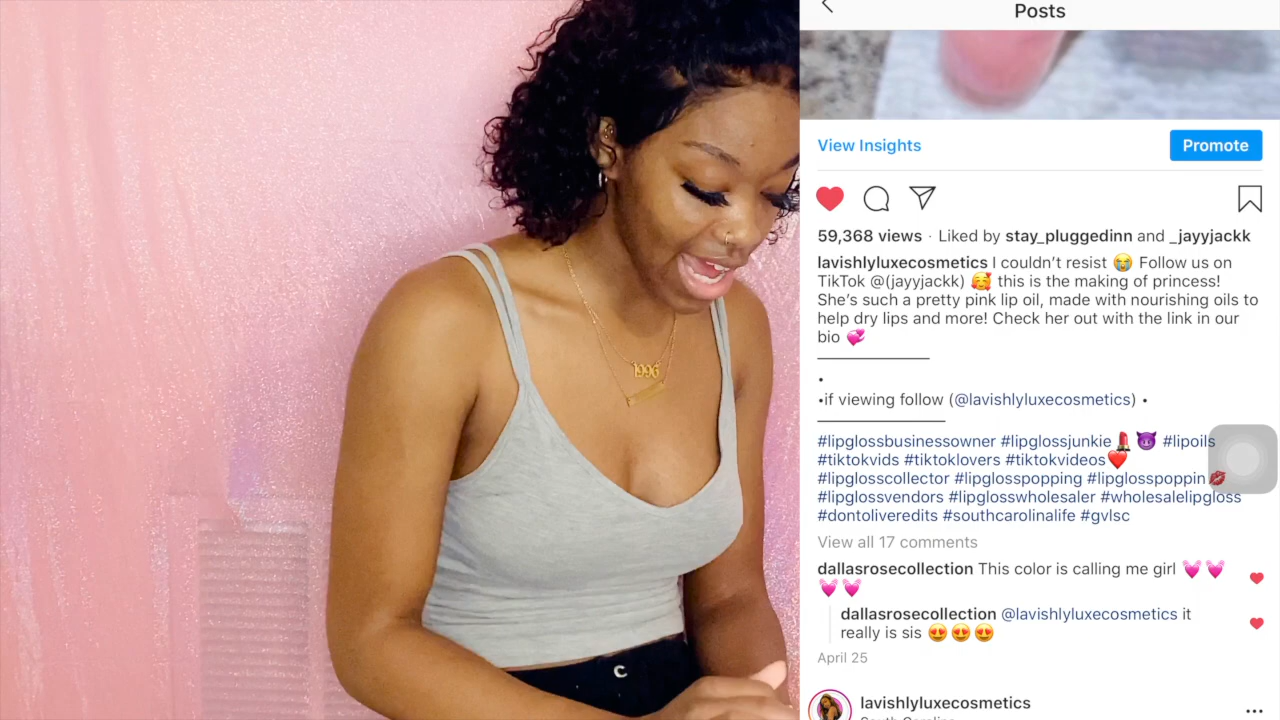 Posts
View Insights
Promote
59,368 views · Liked by stay_pluggedinn and _jayyjackk
lavishlyluxecosmetics I couldn't resist 😭 Follow us on
TikTok @(jayyjackk) 🥰 this is the making of princess!
She's such a pretty pink lip oil, made with nourishing oils to
help dry lips and more! Check her out with the link in our
bio 💞
•
•if viewing follow (@lavishlyluxecosmetics) •
#lipglossbusinessowner #lipglossjunkie💄😈 #lipoils
#tiktokvids #tiktoklovers #tiktokvideos❤️
#lipglosscollector #lipglosspopping #lipglosspoppin💋
#lipglossvendors #lipglosswholesaler #wholesalelipgloss
#dontoliveredits #southcarolinalife #gvlsc
View all 17 comments
dallasrosecollection This color is calling me girl 💓💓
💓💓
dallasrosecollection @lavishlyluxecosmetics it
really is sis 😍😍😍
April 25
lavishlyluxecosmetics
South Carolina
1996